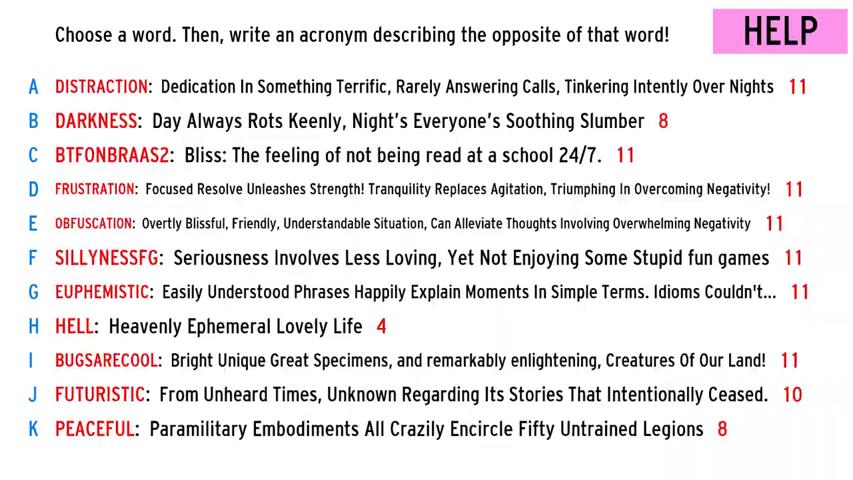 Choose a word. Then, write an acronym describing the opposite of that word!
HELP
A DISTRACTION: Dedication In Something Terrific, Rarely Answering Calls, Tinkering Intently Over Nights 11
B DARKNESS: Day Always Rots Keenly, Night's Everyone's Soothing Slumber 8
C BTFONBRAAS2: Bliss: The feeling of not being read at a school 24/7. 11
D FRUSTRATION: Focused Resolve Unleashes Strength! Tranquility Replaces Agitation, Triumphing In Overcoming Negativity! 11
E OBFUSCATION: Overtly Blissful, Friendly, Understandable Situation, Can Alleviate Thoughts Involving Overwhelming Negativity 11
F SILLYNESSFG: Seriousness Involves Less Loving, Yet Not Enjoying Some Stupid fun games 11
G EUPHEMISTIC: Easily Understood Phrases Happily Explain Moments In Simple Terms. Idioms Couldn't... 11
H HELL: Heavenly Ephemeral Lovely Life 4
I BUGSARECOOL: Bright Unique Great Specimens, and remarkably enlightening, Creatures Of Our Land! 11
J FUTURISTIC: From Unheard Times, Unknown Regarding Its Stories That Intentionally Ceased. 10
K PEACEFUL: Paramilitary Embodiments All Crazily Encircle Fifty Untrained Legions 8